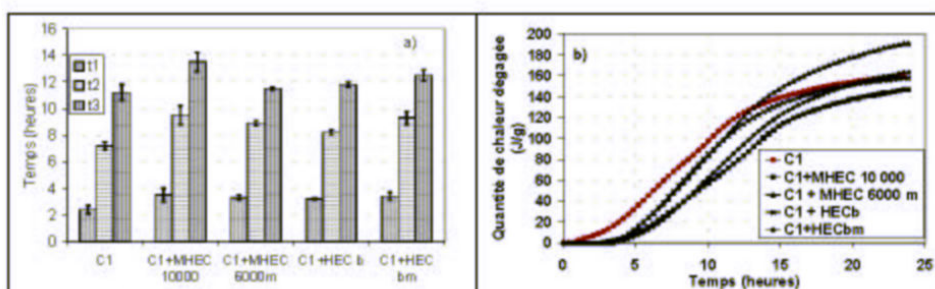 a)
Temps (heures)
16
14
12
10
8
6
4
2
0
t1
t2
t3
C1
C1+MHEC
10000
C1+MHEC
6000m
C1+HEC b
C1+HEC
bm
b)
Quantité de chaleur dégagée
(J/g)
200
180
160
140
120
100
80
60
40
20
0
C1
C1+MHEC 10 000
C1 + MHEC 6000 m
C1 + HECb
C1+HECbm
0 5 10 15 20 25
Temps (heures)